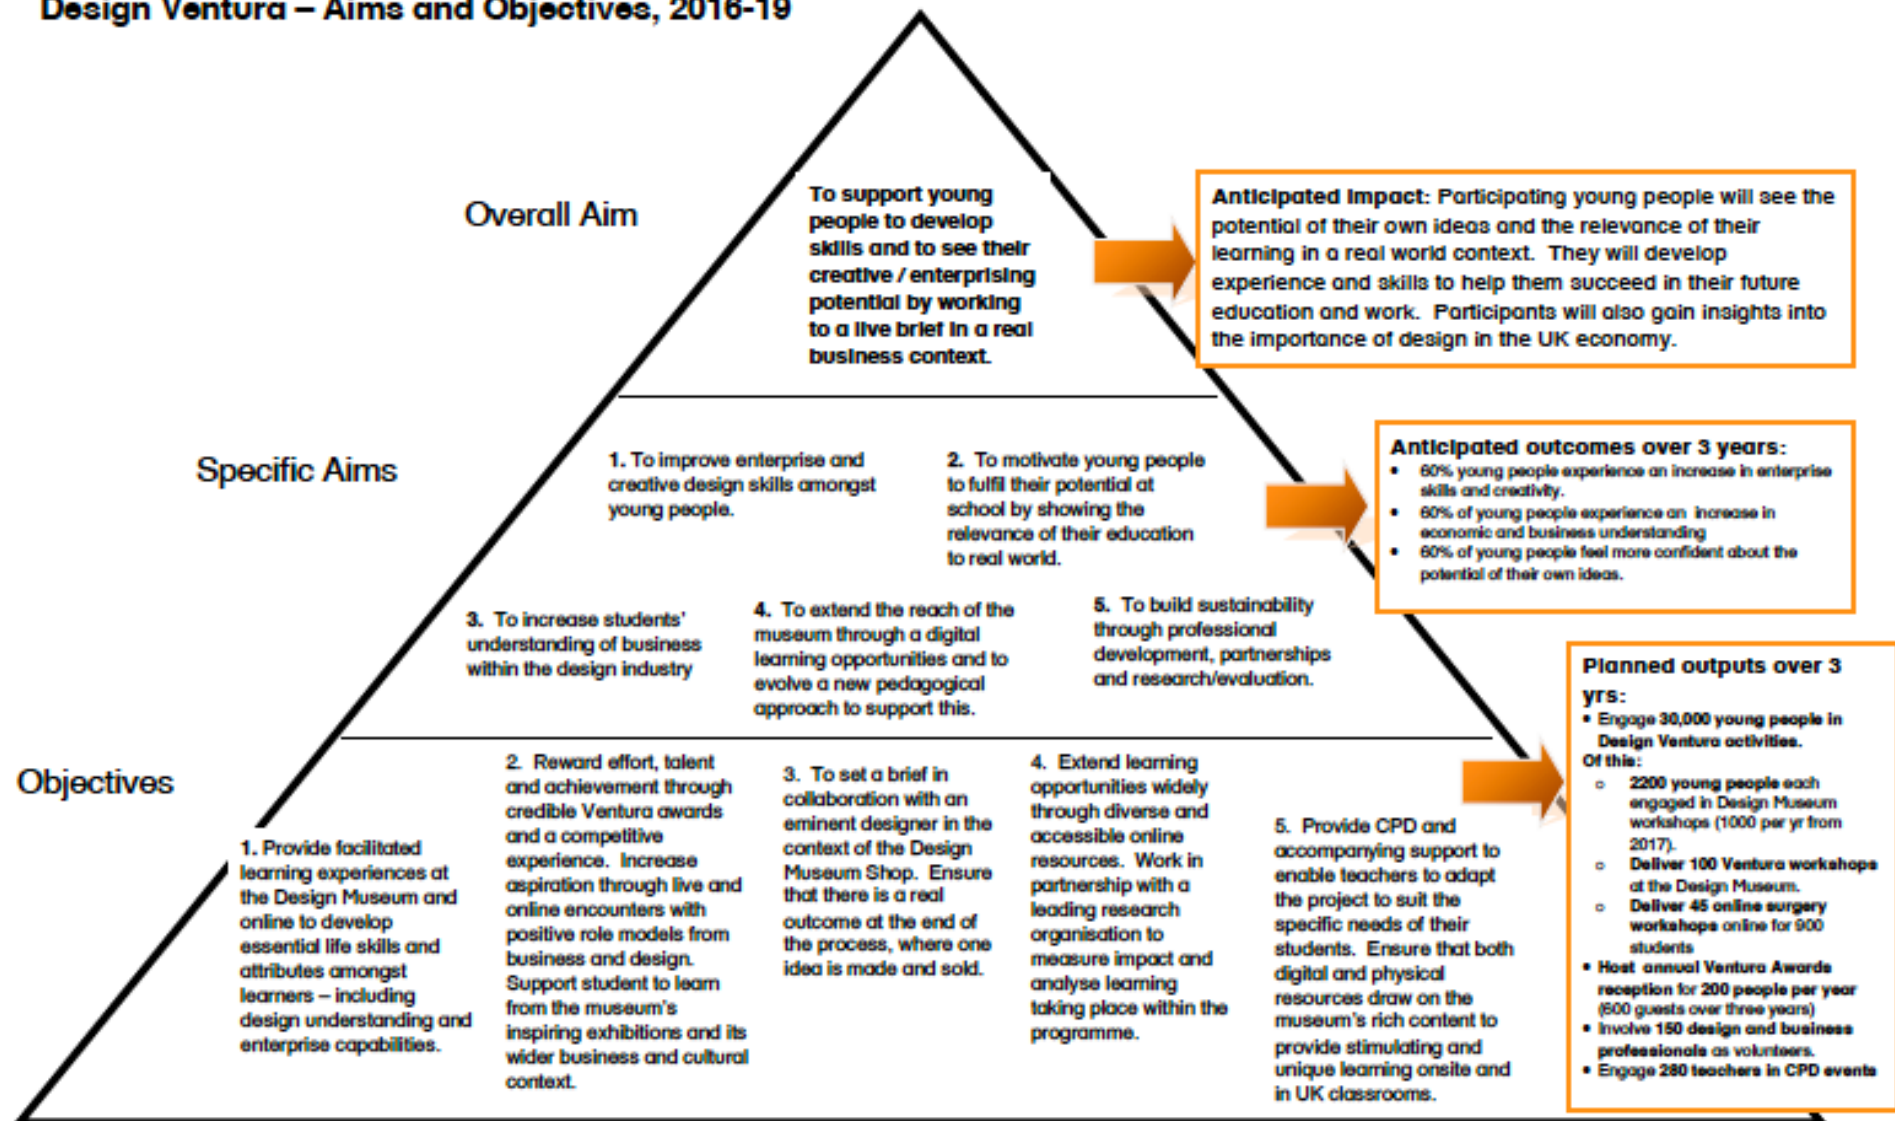 Design Ventura – Aims and Objectives, 2016-19
Overall Aim
To support young
people to develop
skills and to see their
creative / enterprising
potential by working
to a live brief in a real
business context.
Anticipated Impact: Participating young people will see the
potential of their own ideas and the relevance of their
learning in a real world context. They will develop
experience and skills to help them succeed in their future
education and work. Participants will also gain insights into
the importance of design in the UK economy.
Specific Aims
1. To improve enterprise and
creative design skills amongst
young people.
2. To motivate young people
to fulfil their potential at
school by showing the
relevance of their education
to real world.
Anticipated outcomes over 3 years:
• 60% young people experience an increase in enterprise
skills and creativity.
• 60% of young people experience an increase in
economic and business understanding
• 60% of young people feel more confident about the
potential of their own ideas.
3. To increase students'
understanding of business
within the design industry
4. To extend the reach of the
museum through a digital
learning opportunities and to
evolve a new pedagogical
approach to support this.
5. To build sustainability
through professional
development, partnerships
and research/evaluation.
Objectives
1. Provide facilitated
learning experiences at
the Design Museum and
online to develop
essential life skills and
attributes amongst
learners – including
design understanding and
enterprise capabilities.
2. Reward effort, talent
and achievement through
credible Ventura awards
and a competitive
experience. Increase
aspiration through live and
online encounters with
positive role models from
business and design.
Support student to learn
from the museum's
inspiring exhibitions and its
wider business and cultural
context.
3. To set a brief in
collaboration with an
eminent designer in the
context of the Design
Museum Shop. Ensure
that there is a real
outcome at the end of
the process, where one
idea is made and sold.
4. Extend learning
opportunities widely
through diverse and
accessible online
resources. Work in
partnership with a
leading research
organisation to
measure impact and
analyse learning
taking place within the
programme.
5. Provide CPD and
accompanying support to
enable teachers to adapt
the project to suit the
specific needs of their
students. Ensure that both
digital and physical
resources draw on the
museum's rich content to
provide stimulating and
unique learning onsite and
in UK classrooms.
Planned outputs over 3
yrs:
• Engage 30,000 young people in
Design Ventura activities.
Of this:
o 2200 young people each
engaged in Design Museum
workshops (1000 per yr from
2017).
o Deliver 100 Ventura workshops
at the Design Museum.
o Deliver 45 online surgery
workshops online for 900
students
• Host annual Ventura Awards
reception for 200 people per year
(600 guests over three years)
• Involve 150 design and business
professionals as volunteers.
• Engage 280 teachers in CPD events